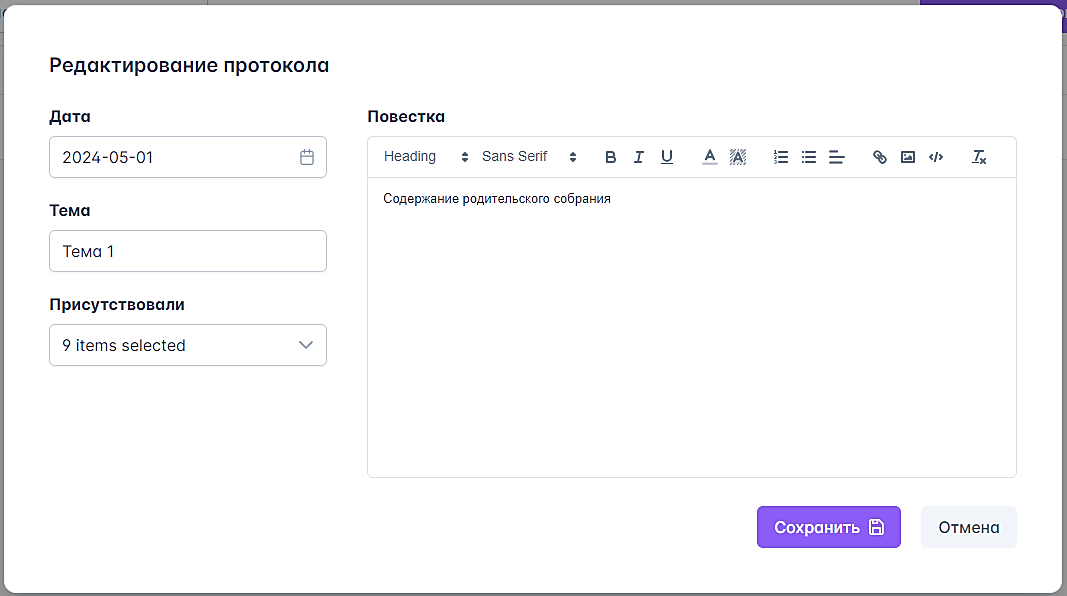 Редактирование протокола
Дата
2024-05-01
Тема
Тема 1
Присутствовали
9 items selected
Повестка
Heading Sans Serif B I U A A
Содержание родительского собрания
Сохранить Отмена